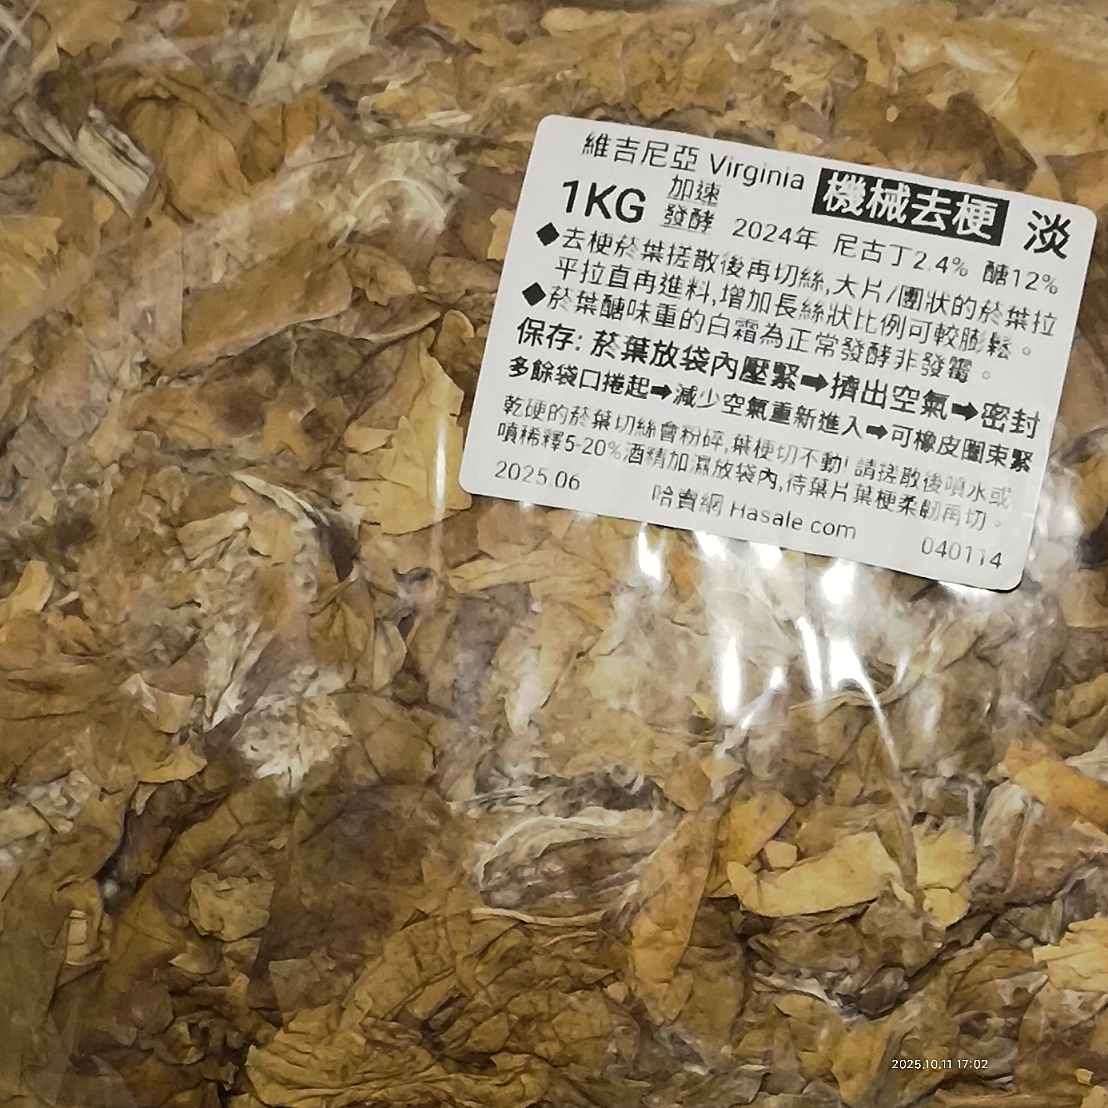 維吉尼亞 Virginia 機械去梗 淡
1KG 加速發酵 2024年 尼古丁2.4% 醣12%
◆去梗菸葉搓散後再切絲,大片/團狀的菸葉拉
平拉直再進料,增加長絲狀比例可較膨鬆。
◆菸葉醣味重的白霜為正常發酵非發霉。
保存: 菸葉放袋內壓緊➡擠出空氣➡密封
多餘袋口捲起➡減少空氣重新進入➡可橡皮圈束緊
乾硬的菸葉切絲會粉碎,葉梗切不動! 請搓散後噴水或
噴稀釋5-20%酒精加濕放袋內,待葉片葉梗柔韌再切。
2025.06 哈賣網 Hasale.com 040114
2025.10.11 17:02